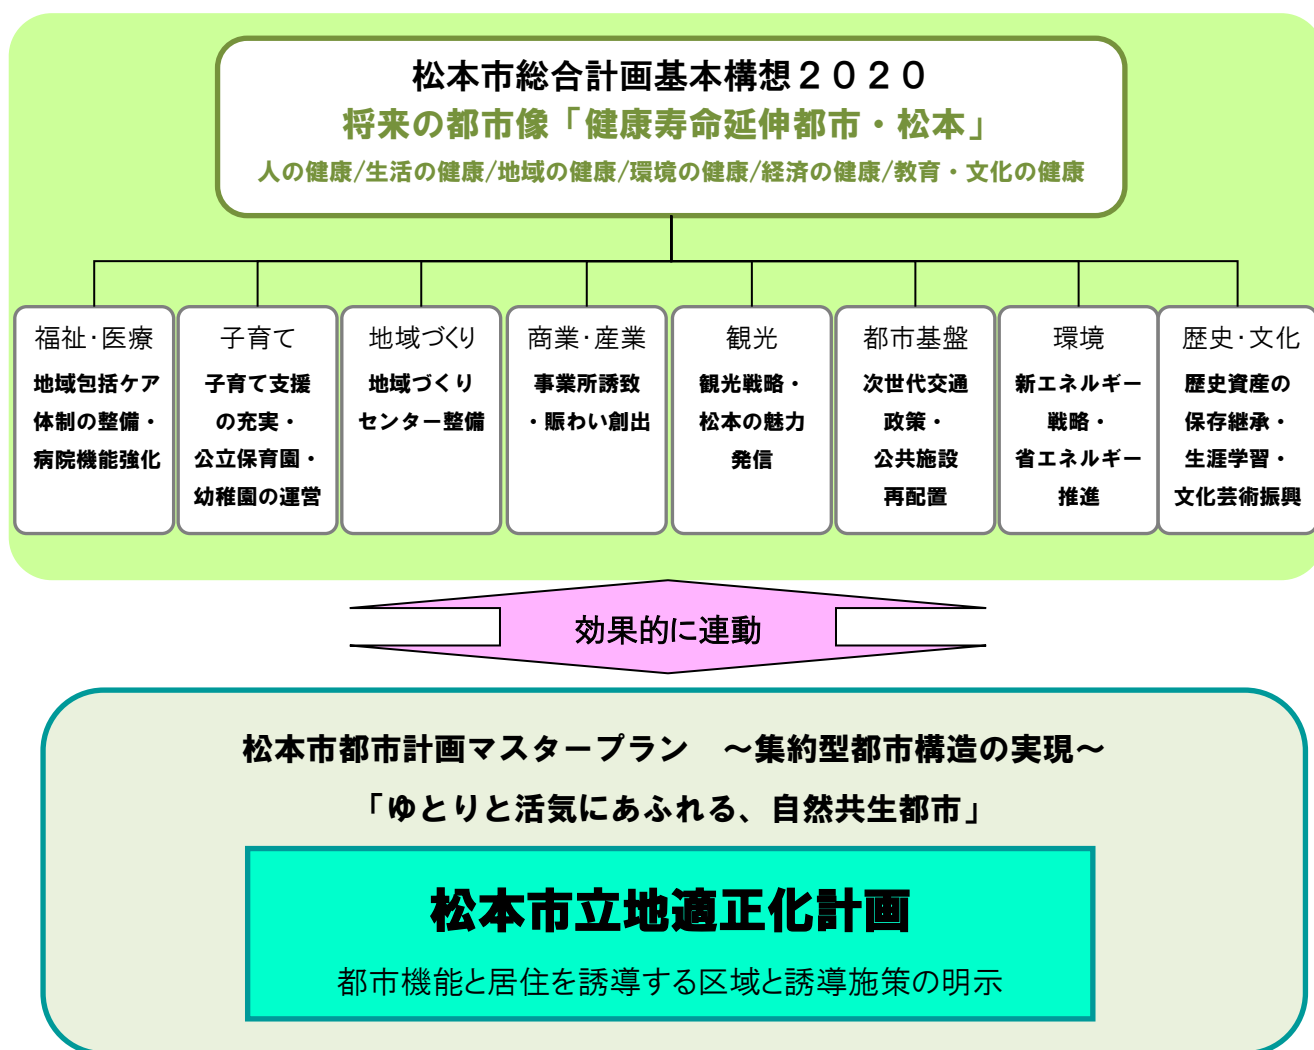 松本市総合計画基本構想２０２０
将来の都市像「健康寿命延伸都市・松本」
人の健康/生活の健康/地域の健康/環境の健康/経済の健康/教育・文化の健康
福祉・医療
地域包括ケア
体制の整備・
病院機能強化
子育て
子育て支援
の充実・
公立保育園・
幼稚園の運営
地域づくり
地域づくり
センター整備
商業・産業
事業所誘致
・賑わい創出
観光
観光戦略・
松本の魅力
発信
都市基盤
次世代交通
政策・
公共施設
再配置
環境
新エネルギー
戦略・
省エネルギー
推進
歴史・文化
歴史資産の
保存継承・
生涯学習・
文化芸術振興
効果的に連動
松本市都市計画マスタープラン　～集約型都市構造の実現～
「ゆとりと活気にあふれる、自然共生都市」
松本市立地適正化計画
都市機能と居住を誘導する区域と誘導施策の明示